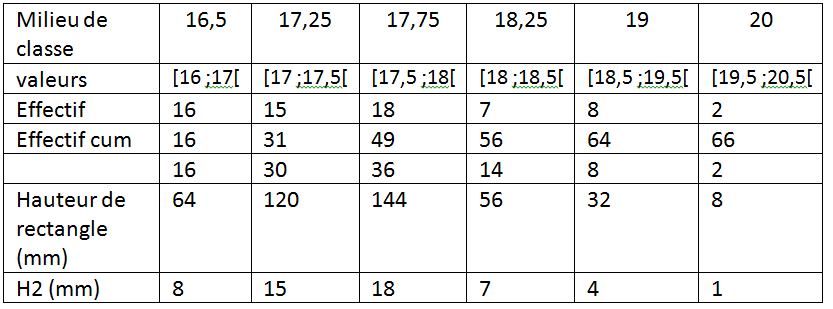 Milieu de classe 16,5 17,25 17,75 18,25 19 20
valeurs [16 ;17[ [17 ;17,5[ [17,5 ;18[ [18 ;18,5[ [18,5 ;19,5[ [19,5 ;20,5[
Effectif 16 15 18 7 8 2
Effectif cum 16 31 49 56 64 66
16 30 36 14 8 2
Hauteur de rectangle (mm) 64 120 144 56 32 8
H2 (mm) 8 15 18 7 4 1